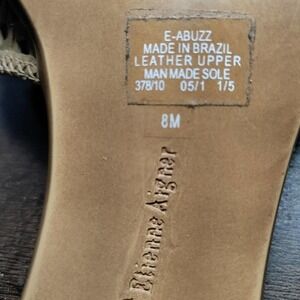 E-ABUZZ
MADE IN BRAZIL
LEATHER UPPER
MAN MADE SOLE
378/10 05/1 1/5
8M
Etienne Aigner